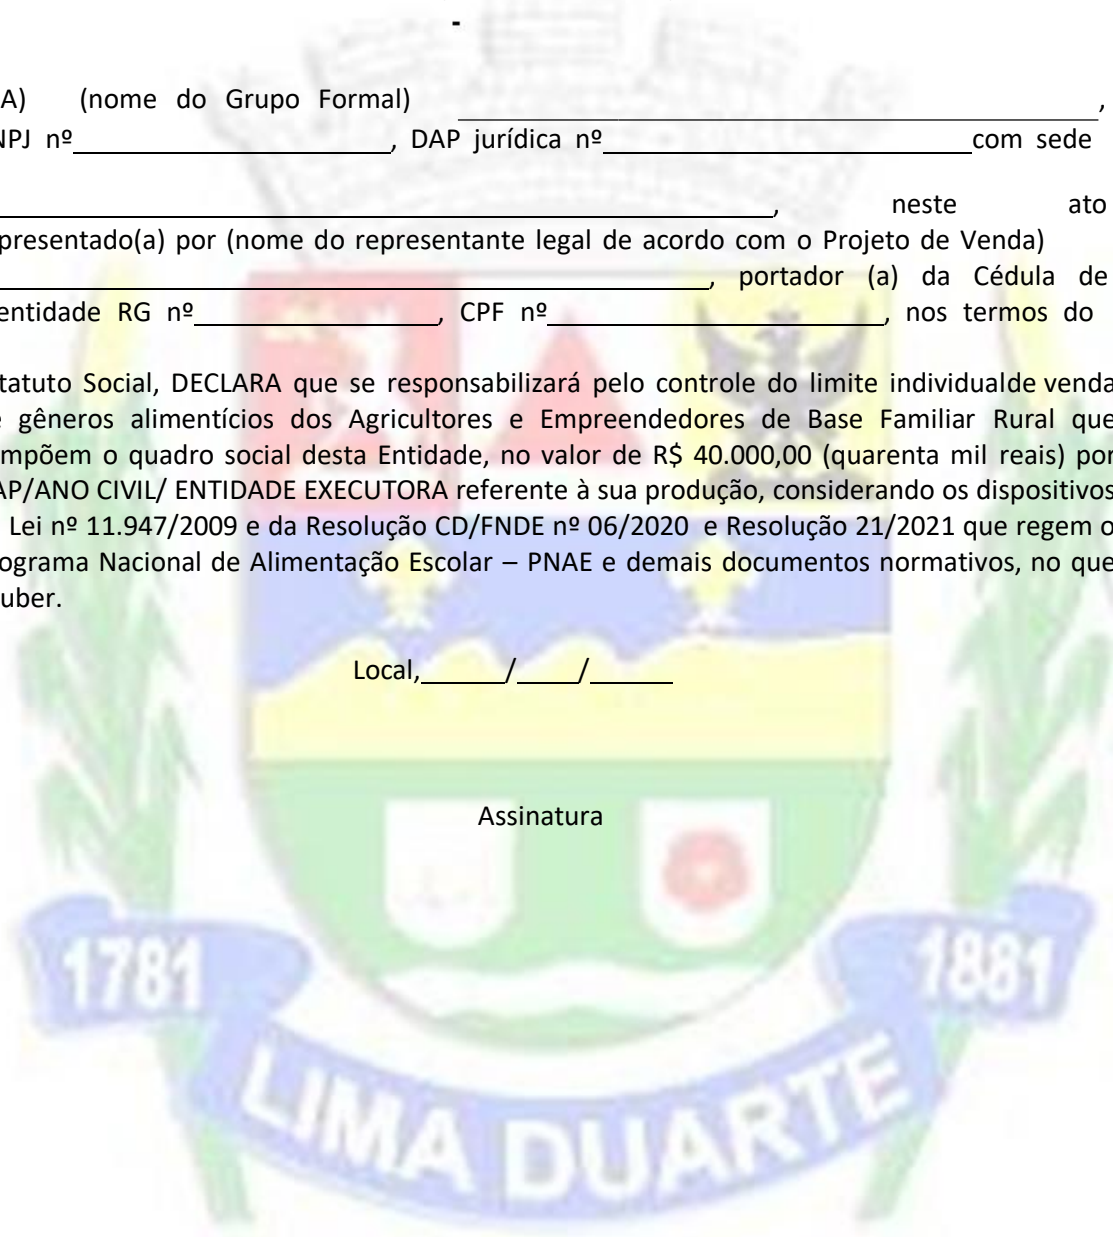 -
A) (nome do Grupo Formal) ,
NPJ nº , DAP jurídica nº com sede
, neste ato
presentado(a) por (nome do representante legal de acordo com o Projeto de Venda)
, portador (a) da Cédula de
entidade RG nº , CPF nº , nos termos do
tatuto Social, DECLARA que se responsabilizará pelo controle do limite individualde venda
e gêneros alimentícios dos Agricultores e Empreendedores de Base Familiar Rural que
mpõem o quadro social desta Entidade, no valor de R$ 40.000,00 (quarenta mil reais) por
AP/ANO CIVIL/ ENTIDADE EXECUTORA referente à sua produção, considerando os dispositivos
Lei nº 11.947/2009 e da Resolução CD/FNDE nº 06/2020 e Resolução 21/2021 que regem o
ograma Nacional de Alimentação Escolar – PNAE e demais documentos normativos, no que
uber.
Local,______/____/______
Assinatura
1781
1881
LIMA DUARTE